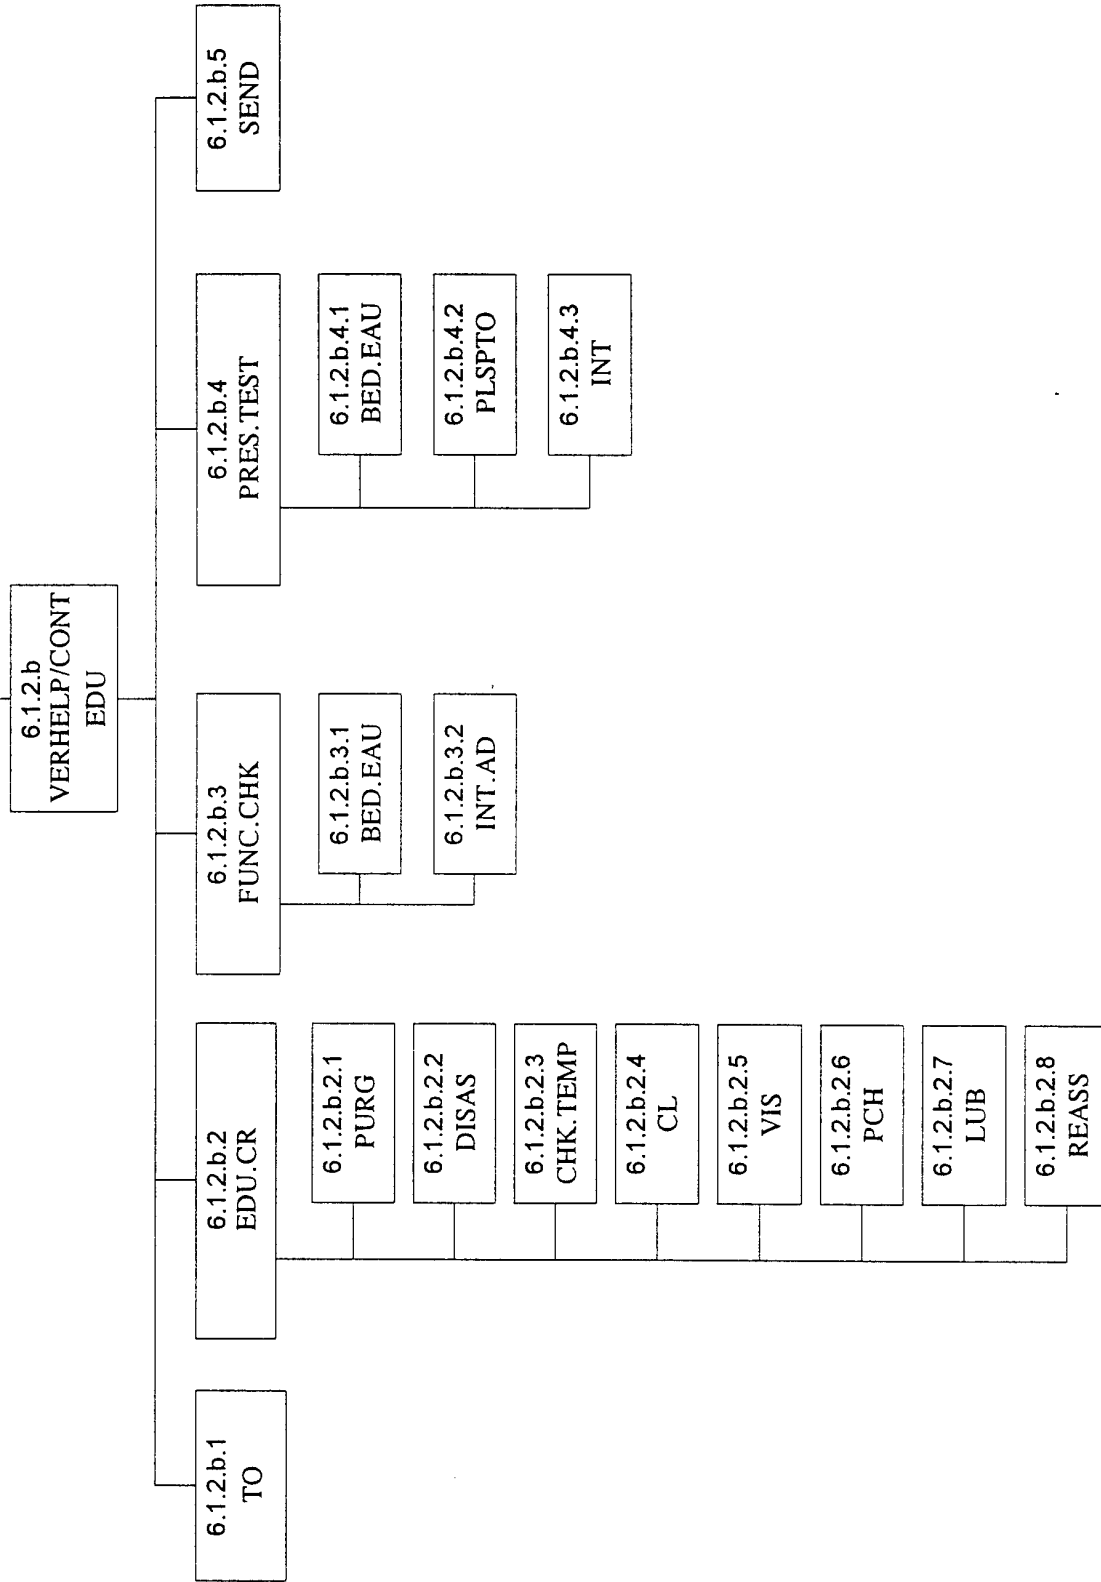 6.1.2.b
VERHELP/CONT
EDU
6.1.2.b.1
TO
6.1.2.b.2
EDU.CR
6.1.2.b.2.1
PURG
6.1.2.b.2.2
DISAS
6.1.2.b.2.3
CHK.TEMP
6.1.2.b.2.4
CL
6.1.2.b.2.5
VIS
6.1.2.b.2.6
PCH
6.1.2.b.2.7
LUB
6.1.2.b.2.8
REASS
6.1.2.b.3
FUNC.CHK
6.1.2.b.3.1
BED.EAU
6.1.2.b.3.2
INT.AD
6.1.2.b.4
PRES.TEST
6.1.2.b.4.1
BED.EAU
6.1.2.b.4.2
PLSPTO
6.1.2.b.4.3
INT
6.1.2.b.5
SEND